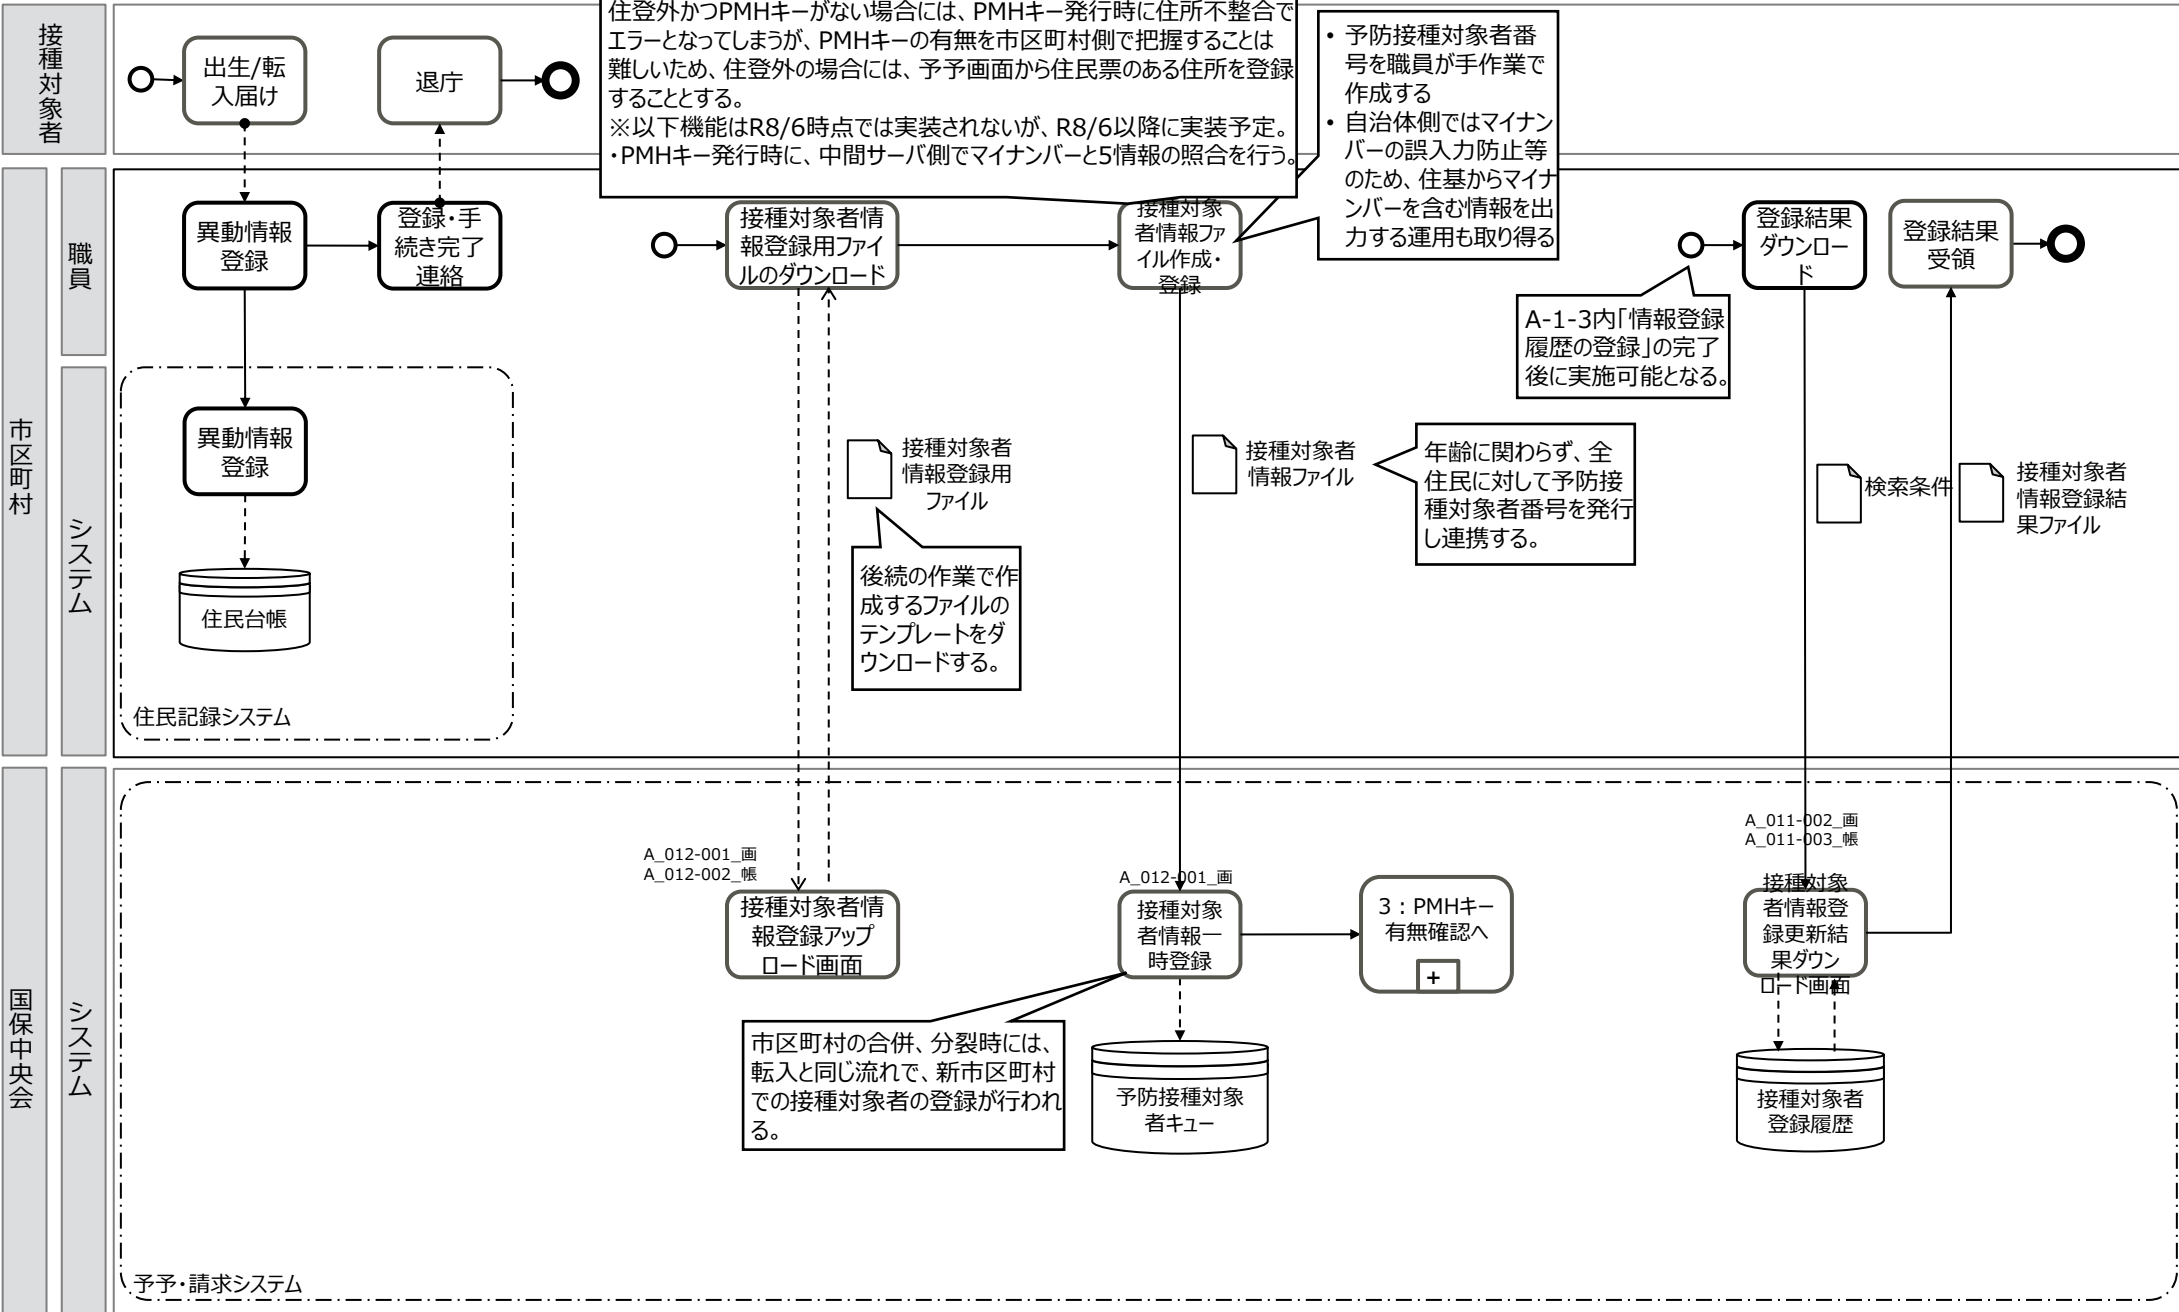 接種対象者
出生/転
入届け
退庁
住登外かつPMHキーがない場合には、PMHキー発行時に住所不整合で
エラーとなってしまうが、PMHキーの有無を市区町村側で把握することは
難しいため、住登外の場合には、予予画面から住民票のある住所を登録
することとする。
※以下機能はR8/6時点では実装されないが、R8/6以降に実装予定。
・PMHキー発行時に、中間サーバ側でマイナンバーと5情報の照合を行う。
• 予防接種対象者番
号を職員が手作業で
作成する
• 自治体側ではマイナン
バーの誤入力防止等
のため、住基からマイナ
ンバーを含む情報を出
力する運用も取り得る
市区町村
職員
異動情報
登録
登録・手
続き完了
連絡
接種対象者情
報登録用ファイ
ルのダウンロード
接種対象
者情報ファ
イル作成・
登録
登録結果
ダウンロー
ド
登録結果
受領
A-1-3内「情報登録
履歴の登録」の完了
後に実施可能となる。
システム
異動情報
登録
住民台帳
住民記録システム
接種対象者
情報登録用
ファイル
後続の作業で作
成するファイルの
テンプレートをダ
ウンロードする。
接種対象者
情報ファイル
年齢に関わらず、全
住民に対して予防接
種対象者番号を発行
し連携する。
検索条件
接種対象者
情報登録結
果ファイル
国保中央会
システム
A_012-001_画
A_012-002_帳
接種対象者情
報登録アップ
ロード画面
A_012-001_画
接種対象
者情報一
時登録
3:PMHキー
有無確認へ
+
A_011-002_画
A_011-003_帳
接種対象
者情報登
録更新結
果ダウン
ロード画面
市区町村の合併、分裂時には、
転入と同じ流れで、新市区町村
での接種対象者の登録が行われ
る。
予防接種対象
者キュー
接種対象者
登録履歴
予予・請求システム